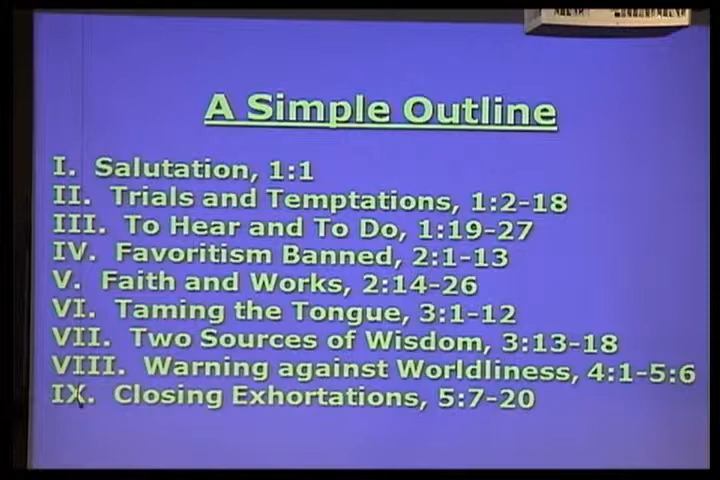 A Simple Outline
I. Salutation, 1:1
II. Trials and Temptations, 1:2-18
III. To Hear and To Do, 1:19-27
IV. Favoritism Banned, 2:1-13
V. Faith and Works, 2:14-26
VI. Taming the Tongue, 3:1-12
VII. Two Sources of Wisdom, 3:13-18
VIII. Warning against Worldliness, 4:1-5:6
IX. Closing Exhortations, 5:7-20